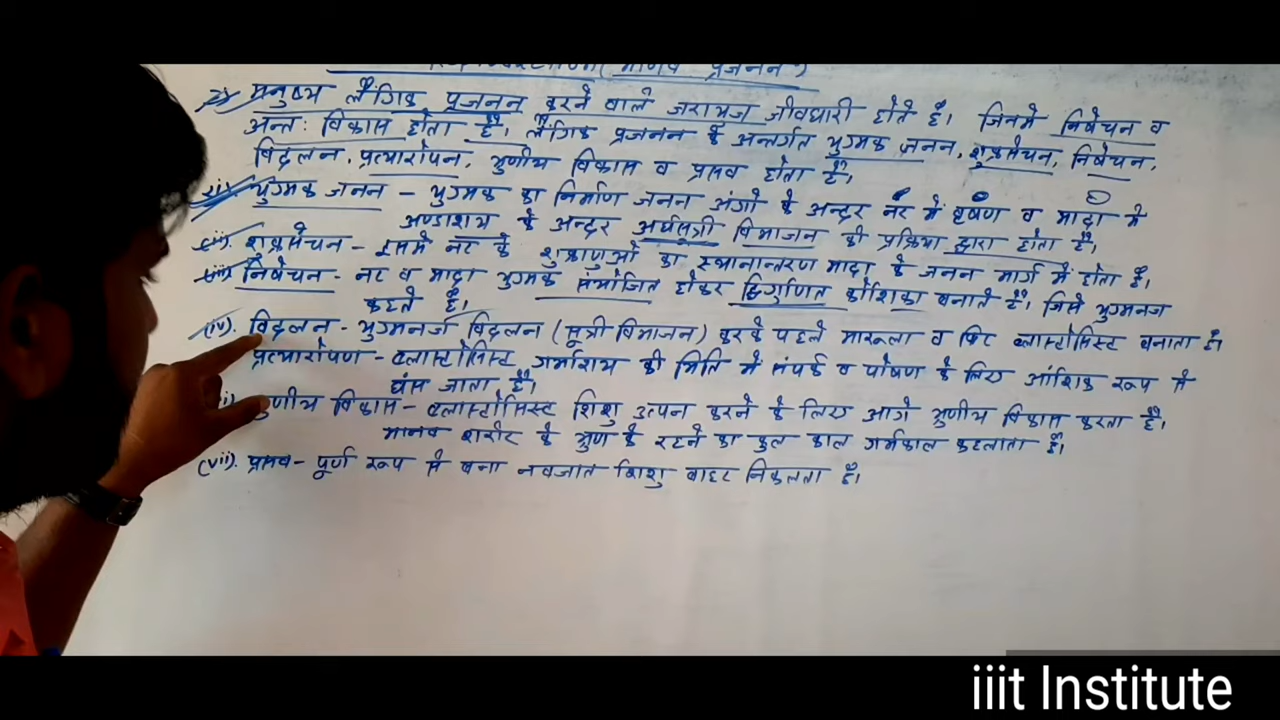 (मानव प्रजनन)
मनुष्य लैंगिक प्रजनन करने वाले जरायुज जीवधारी होते हैं। जिनमे निषेचन व
अन्तः विकास होता है। लैंगिक प्रजनन के अन्तर्गत युग्मक जनन, शुक्रसेचन, निषेचन,
विदलन, प्रत्यारोपन, भ्रुणीय विकास व प्रसव होता है।
युग्मक जनन - युग्मक का निर्माण जनन अंगो के अन्दर नर में वृषण व मादा मे
अण्डाशय के अन्दर अर्धसूत्री विभाजन की प्रक्रिया द्वारा होता है।
(ii). शुक्रसेचन - इसमे नर के शुक्राणुओ का स्थानान्तरण मादा के जनन मार्ग में होता है।
(iii) निषेचन - नर व मादा युग्मक संयोजित होकर द्विगुणित कोशिका बनाते हैं, जिसे युग्मनज
कहते हैं।
(iv). विदलन - युग्मनज विदलन (सूत्री विभाजन) करके पहले मारूला व फिर ब्लास्टोसिस्ट बनाता है।
प्रत्यारोपण - ब्लास्टोसिस्ट गर्भाशय की भित्ति में संपर्क व पोषण के लिए आंशिक रूप से
धंस जाता है।
भ्रुणीय विकास - ब्लास्टोसिस्ट शिशु उत्पन करने के लिए आगे भ्रुणीय विकास करता है।
मानव शरीर के भ्रुण के रहने का कुल काल गर्भकाल कहलाता है।
(vii). प्रसव - पूर्ण रूप से बना नवजात शिशु बाहर निकलता है।
iiit Institute